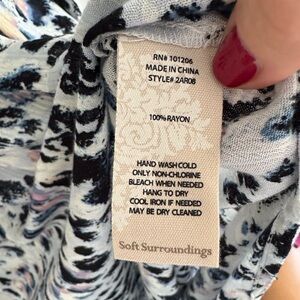 RN# 101206
MADE IN CHINA
STYLE# 2AR08
100% RAYON
HAND WASH COLD
ONLY NON-CHLORINE
BLEACH WHEN NEEDED
HANG TO DRY
COOL IRON IF NEEDED
MAY BE DRY CLEANED
Soft Surroundings